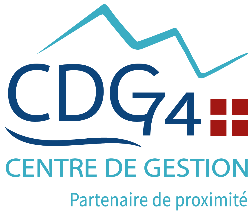 CDG74
CENTRE DE GESTION
Partenaire de proximité